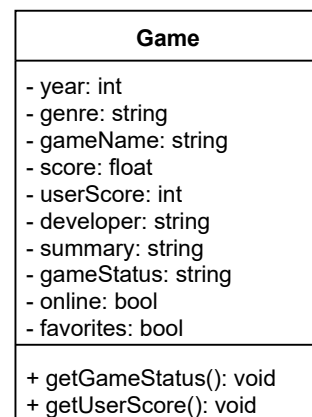 Game
- year: int
- genre: string
- gameName: string
- score: float
- userScore: int
- developer: string
- summary: string
- gameStatus: string
- online: bool
- favorites: bool
+ getGameStatus(): void
+ getUserScore(): void